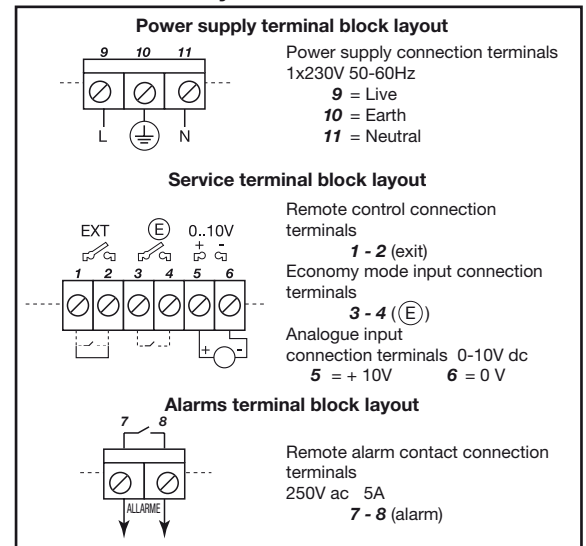 Power supply terminal block layout
9 10 11
L N
Power supply connection terminals
1x230V 50-60Hz
9 = Live
10 = Earth
11 = Neutral
Service terminal block layout
EXT E 0..10V
+ -
1 2 3 4 5 6
+ -
Remote control connection
terminals
1 - 2 (exit)
Economy mode input connection
terminals
3 - 4 (E)
Analogue input
connection terminals 0-10V dc
5 = + 10V 6 = 0 V
Alarms terminal block layout
7 8
ALLARME
Remote alarm contact connection
terminals
250V ac 5A
7 - 8 (alarm)